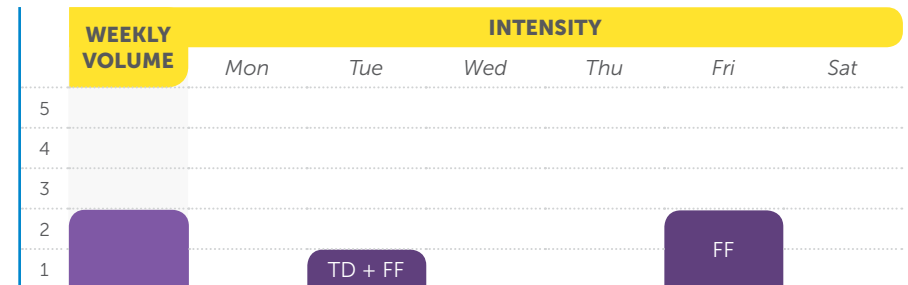 WEEKLY
VOLUME
INTENSITY
Mon Tue Wed Thu Fri Sat
5
4
3
2
FF
1
TD + FF